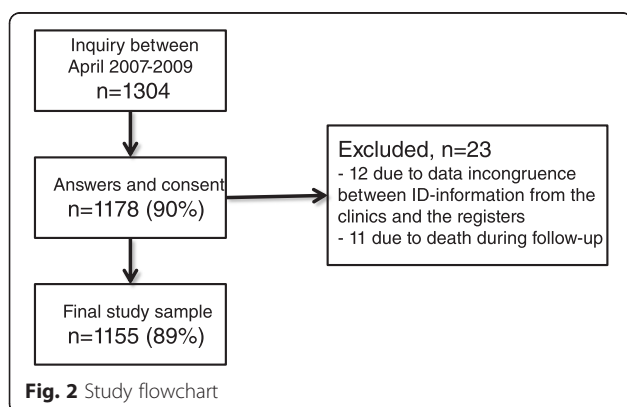 Inquiry between
April 2007-2009
n=1304
Answers and consent
n=1178 (90%)
Excluded, n=23
- 12 due to data incongruence
between ID-information from the
clinics and the registers
- 11 due to death during follow-up
Final study sample
n=1155 (89%)
Fig. 2 Study flowchart